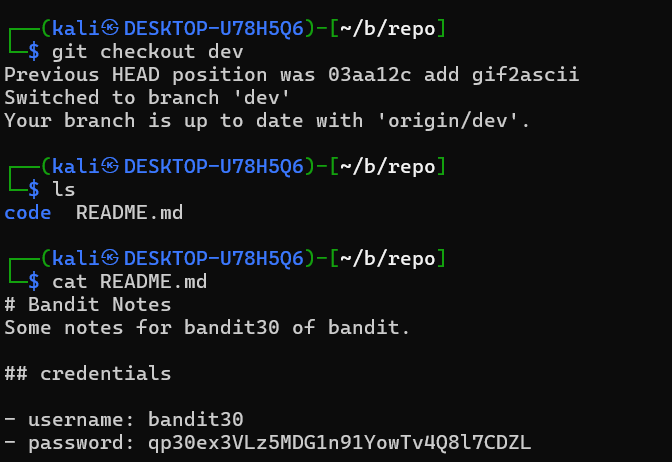 ┌──(kali㉿DESKTOP-U78H5Q6)-[~/b/repo]
└─$ git checkout dev
Previous HEAD position was 03aa12c add gif2ascii
Switched to branch 'dev'
Your branch is up to date with 'origin/dev'.
┌──(kali㉿DESKTOP-U78H5Q6)-[~/b/repo]
└─$ ls
code  README.md
┌──(kali㉿DESKTOP-U78H5Q6)-[~/b/repo]
└─$ cat README.md
# Bandit Notes
Some notes for bandit30 of bandit.
## credentials
- username: bandit30
- password: qp30ex3VLz5MDG1n91YowTv4Q8l7CDZL